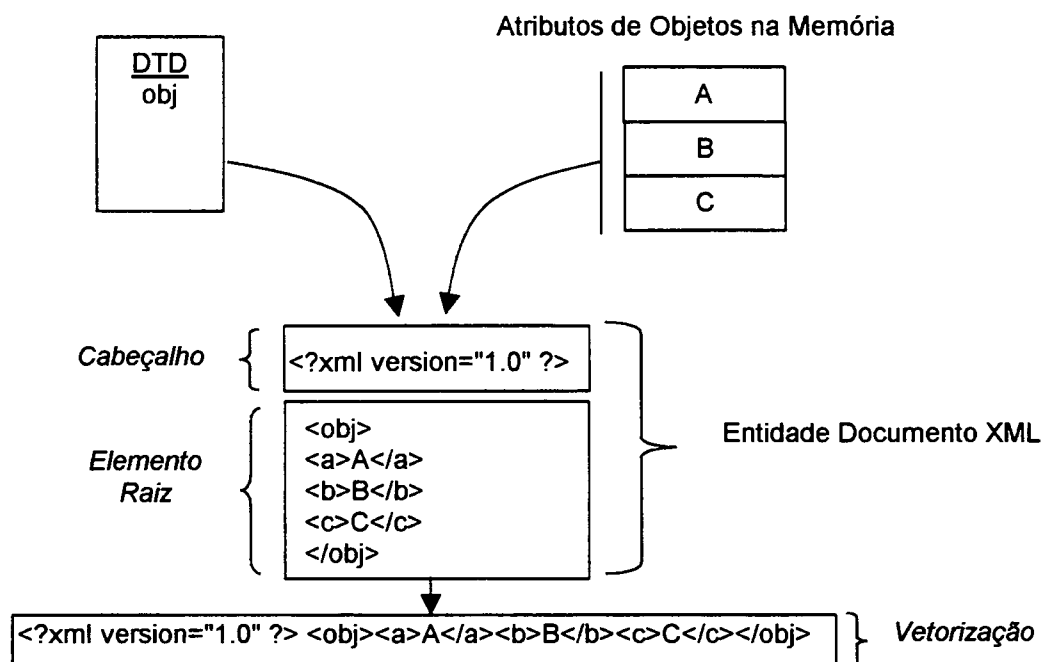 Atributos de Objetos na Memória
DTD
obj
A
B
C
Cabeçalho
<?xml version="1.0" ?>
Elemento
Raiz
<obj>
<a>A</a>
<b>B</b>
<c>C</c>
</obj>
Entidade Documento XML
<?xml version="1.0" ?> <obj><a>A</a><b>B</b><c>C</c></obj>
Vetorização